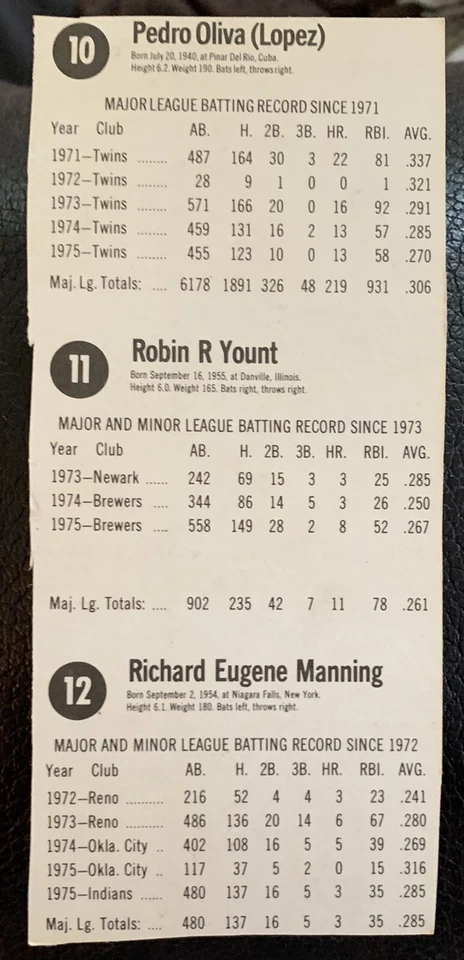 10 Pedro Oliva (Lopez)
Born July 20, 1940, at Pinar Del Rio, Cuba.
Height 6.2. Weight 190. Bats left, throws right.
MAJOR LEAGUE BATTING RECORD SINCE 1971
Year Club AB. H. 2B. 3B. HR. RBI. AVG.
1971—Twins ........ 487 164 30 3 22 81 .337
1972—Twins ........ 28 9 1 0 0 1 .321
1973—Twins ........ 571 166 20 0 16 92 .291
1974—Twins ........ 459 131 16 2 13 57 .285
1975—Twins ........ 455 123 10 0 13 58 .270
Maj. Lg. Totals: .... 6178 1891 326 48 219 931 .306
11 Robin R Yount
Born September 16, 1955, at Danville, Illinois.
Height 6.0. Weight 165. Bats right, throws right.
MAJOR AND MINOR LEAGUE BATTING RECORD SINCE 1973
Year Club AB. H. 2B. 3B. HR. RBI. AVG.
1973—Newark ...... 242 69 15 3 3 25 .285
1974—Brewers .... 344 86 14 5 3 26 .250
1975—Brewers .... 558 149 28 2 8 52 .267
Maj. Lg. Totals: .... 902 235 42 7 11 78 .261
12 Richard Eugene Manning
Born September 2, 1954, at Niagara Falls, New York.
Height 6.1. Weight 180. Bats left, throws right.
MAJOR AND MINOR LEAGUE BATTING RECORD SINCE 1972
Year Club AB. H. 2B. 3B. HR. RBI. AVG.
1972—Reno .......... 216 52 4 4 3 23 .241
1973—Reno .......... 486 136 20 14 6 67 .280
1974—Okla. City .. 402 108 16 5 5 39 .269
1975—Okla. City .. 117 37 5 2 0 15 .316
1975—Indians ...... 480 137 16 5 3 35 .285
Maj. Lg. Totals: .... 480 137 16 5 3 35 .285